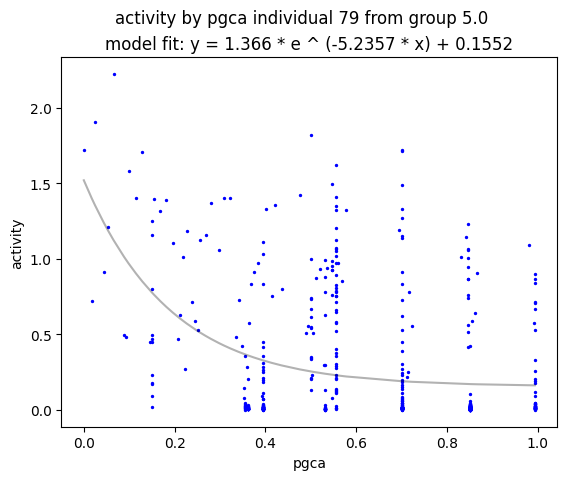 activity by pgca individual 79 from group 5.0
model fit: y = 1.366 * e ^ (-5.2357 * x) + 0.1552
2.0
1.5
1.0
0.5
0.0
activity
0.0 0.2 0.4 0.6 0.8 1.0
pgca